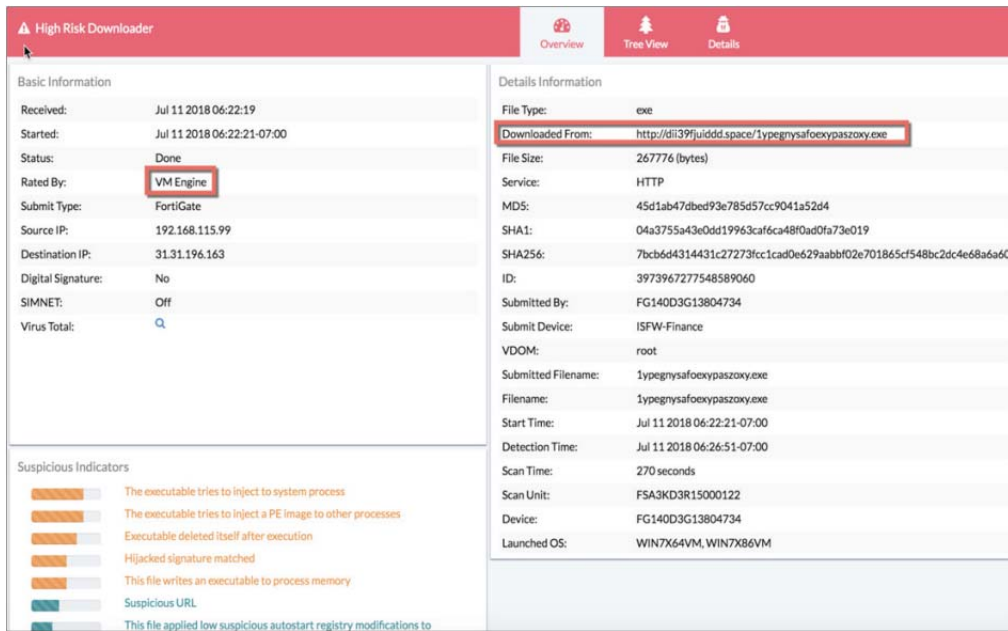 High Risk Downloader
Overview
Tree View
Details
Basic Information
Received: Jul 11 2018 06:22:19
Started: Jul 11 2018 06:22:21-07:00
Status: Done
Rated By: VM Engine
Submit Type: FortiGate
Source IP: 192.168.115.99
Destination IP: 31.31.196.163
Digital Signature: No
SIMNET: Off
Virus Total:
Suspicious Indicators
The executable tries to inject to system process
The executable tries to inject a PE image to other processes
Executable deleted itself after execution
Hijacked signature matched
This file writes an executable to process memory
Suspicious URL
This file applied low suspicious autostart registry modifications to
Details Information
File Type: exe
Downloaded From: http://dii39fjuiddd.space/1ypegnysafoexypaszoxy.exe
File Size: 267776 (bytes)
Service: HTTP
MD5: 45d1ab47dbed93e785d57cc9041a52d4
SHA1: 04a3755a43e0dd19963caf6ca48f0ad0fa73e019
SHA256: 7bcb6d4314431c27273fcc1cad0e629aabbf02e701865cf548bc2dc4e68a6a60
ID: 3973967277548589060
Submitted By: FG140D3G13804734
Submit Device: ISFW-Finance
VDOM: root
Submitted Filename: 1ypegnysafoexypaszoxy.exe
Filename: 1ypegnysafoexypaszoxy.exe
Start Time: Jul 11 2018 06:22:21-07:00
Detection Time: Jul 11 2018 06:26:51-07:00
Scan Time: 270 seconds
Scan Unit: FSA3KD3R15000122
Device: FG140D3G13804734
Launched OS: WIN7X64VM, WIN7X86VM